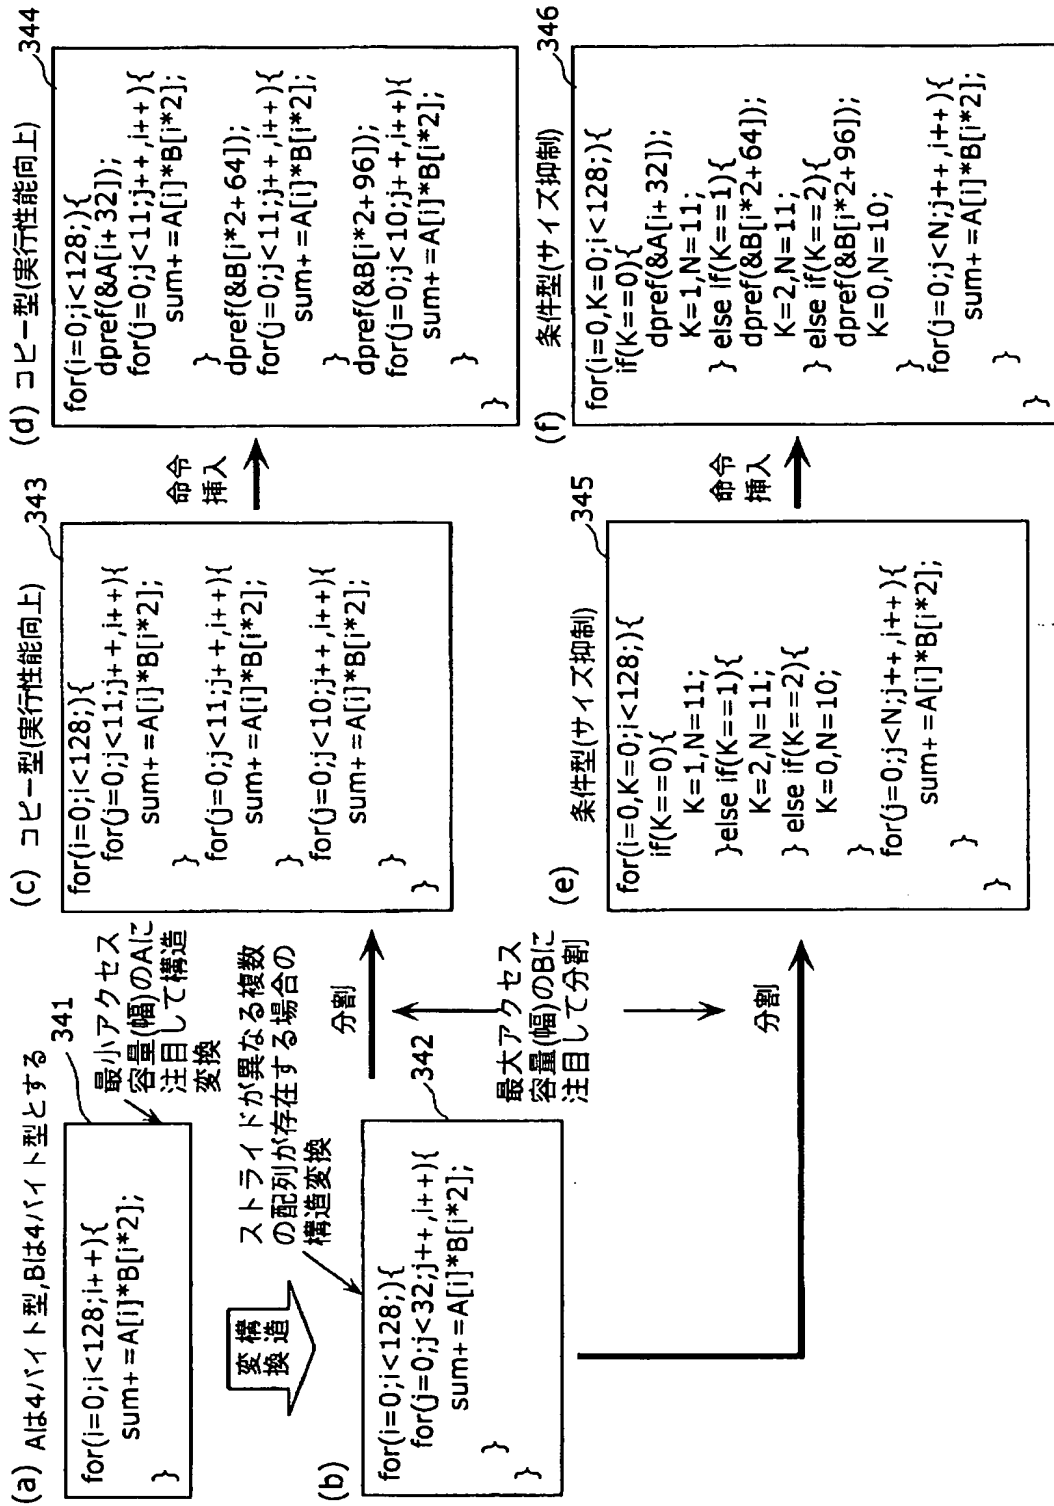 (a) Aは4バイト型,Bは4バイト型とする
341
for(i=0;i<128;i++){
sum+=A[i]*B[i*2];
}
最小アクセス
容量(幅)のAに
注目して構造
変換
構造
変換
ストライドが異なる複数
の配列が存在する場合の
構造変換
(b)
342
for(i=0;i<128;){
for(j=0;j<32;j++,i++){
sum+=A[i]*B[i*2];
}
}
分割
最大アクセス
容量(幅)のBに
注目して分割
分割
(c) コピー型(実行性能向上)
343
for(i=0;i<128;){
for(j=0;j<11;j++,i++){
sum+=A[i]*B[i*2];
}
for(j=0;j<11;j++,i++){
sum+=A[i]*B[i*2];
}
for(j=0;j<10;j++,i++){
sum+=A[i]*B[i*2];
}
}
命令
挿入
(d) コピー型(実行性能向上)
344
for(i=0;i<128;){
dpref(&A[i+32]);
for(j=0;j<11;j++,i++){
sum+=A[i]*B[i*2];
}
dpref(&B[i*2+64]);
for(j=0;j<11;j++,i++){
sum+=A[i]*B[i*2];
}
dpref(&B[i*2+96]);
for(j=0;j<10;j++,i++){
sum+=A[i]*B[i*2];
}
}
(e)
条件型(サイズ抑制)
345
for(i=0,K=0;i<128;){
if(K==0){
K=1,N=11;
}else if(K==1){
K=2,N=11;
} else if(K==2){
K=0,N=10;
}
for(j=0;j<N;j++,i++){
sum+=A[i]*B[i*2];
}
}
命令
挿入
(f)
条件型(サイズ抑制)
346
for(i=0,K=0;i<128;){
if(K==0){
dpref(&A[i+32]);
K=1,N=11;
} else if(K==1){
dpref(&B[i*2+64]);
K=2,N=11;
} else if(K==2){
dpref(&B[i*2+96]);
K=0,N=10;
}
for(j=0;j<N;j++,i++){
sum+=A[i]*B[i*2];
}
}